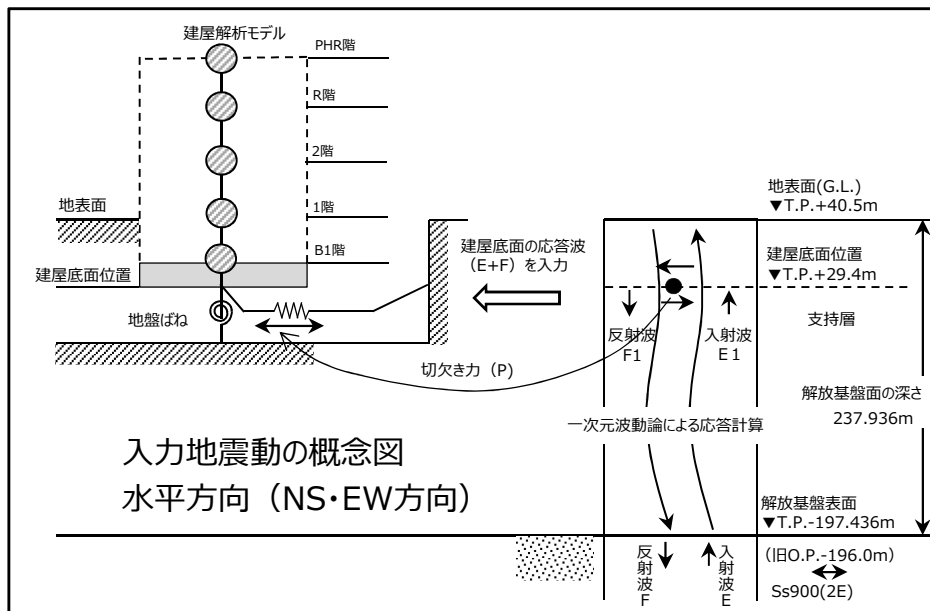 建屋解析モデル
PHR階
R階
2階
1階
B1階
地表面
建屋底面位置
地盤ばね
建屋底面の応答波
（E+F）を入力
切欠き力（P）
入力地震動の概念図
水平方向（NS・EW方向）
地表面(G.L.)
▼T.P.+40.5m
建屋底面位置
▼T.P.+29.4m
支持層
反射波
F1
入射波
E1
一次元波動論による応答計算
解放基盤面の深さ
237.936m
解放基盤表面
▼T.P.-197.436m
反射波F
入射波E
(旧O.P.-196.0m)
Ss900(2E)